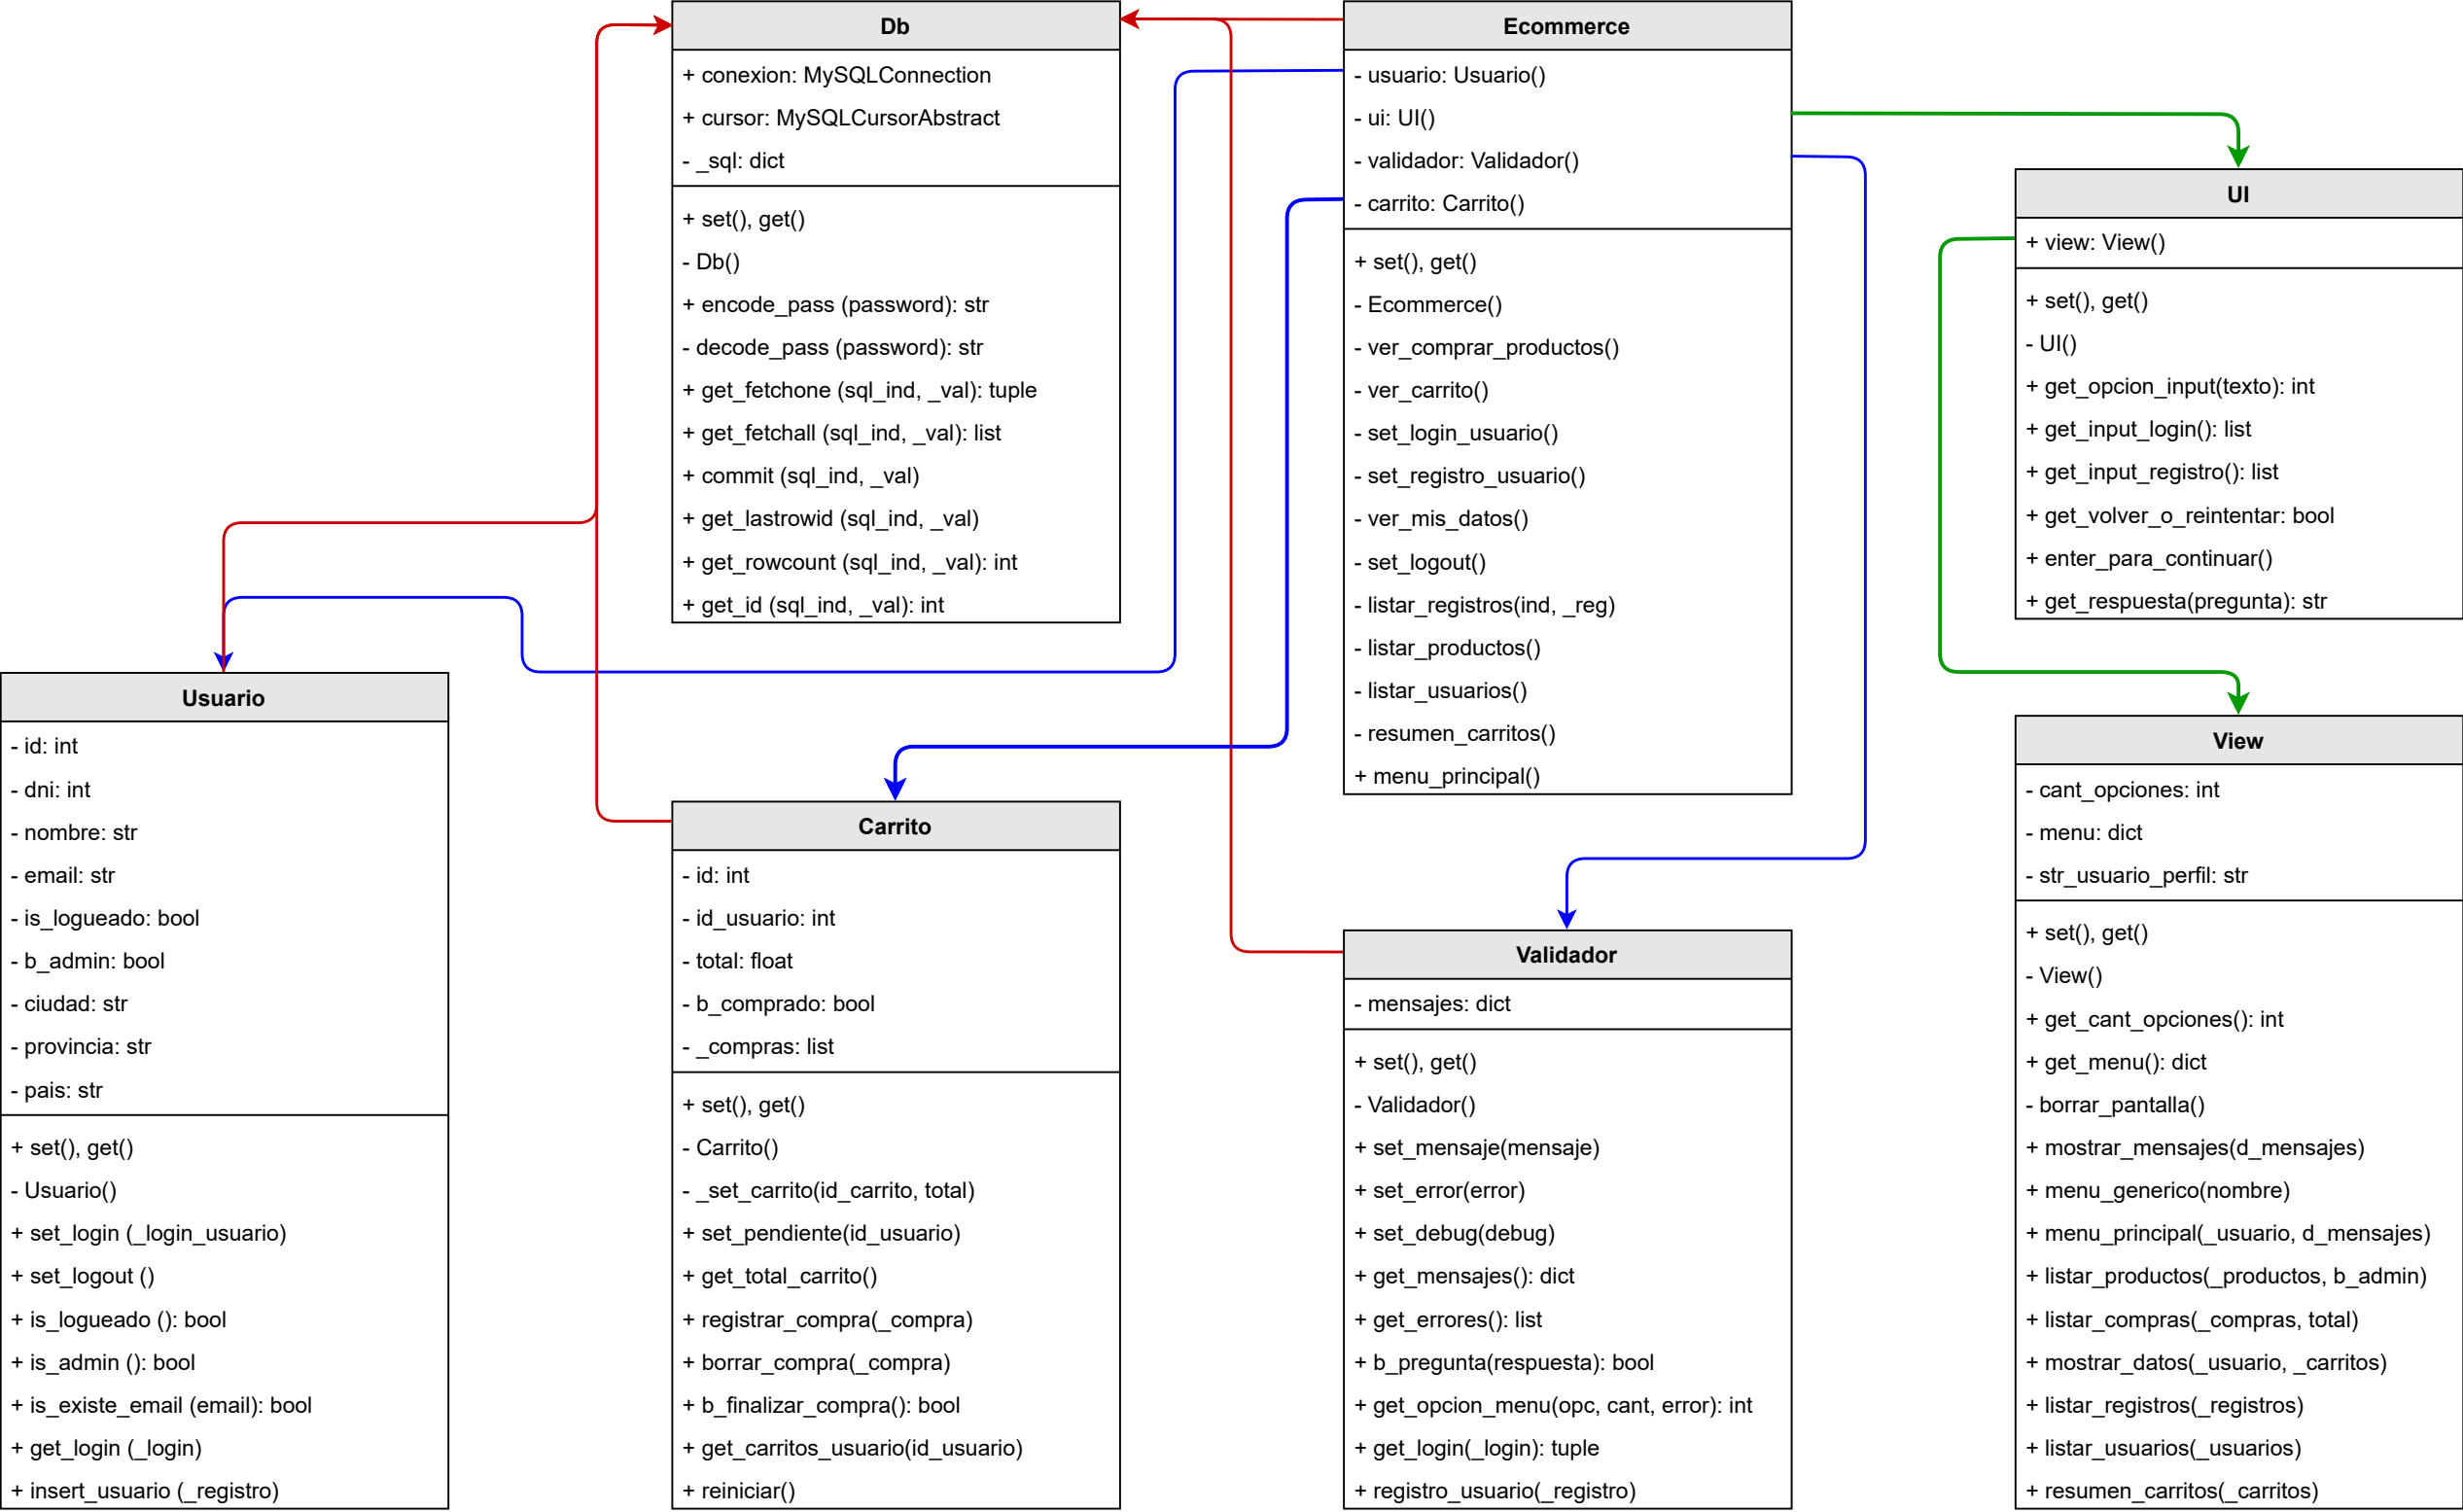 Db
+ conexion: MySQLConnection
+ cursor: MySQLCursorAbstract
- _sql: dict
+ set(), get()
- Db()
+ encode_pass (password): str
- decode_pass (password): str
+ get_fetchone (sql_ind, _val): tuple
+ get_fetchall (sql_ind, _val): list
+ commit (sql_ind, _val)
+ get_lastrowid (sql_ind, _val)
+ get_rowcount (sql_ind, _val): int
+ get_id (sql_ind, _val): int
Ecommerce
- usuario: Usuario()
- ui: UI()
- validador: Validador()
- carrito: Carrito()
+ set(), get()
- Ecommerce()
- ver_comprar_productos()
- ver_carrito()
- set_login_usuario()
- set_registro_usuario()
- ver_mis_datos()
- set_logout()
- listar_registros(ind, _reg)
- listar_productos()
- listar_usuarios()
- resumen_carritos()
+ menu_principal()
UI
+ view: View()
+ set(), get()
- UI()
+ get_opcion_input(texto): int
+ get_input_login(): list
+ get_input_registro(): list
+ get_volver_o_reintentar: bool
+ enter_para_continuar()
+ get_respuesta(pregunta): str
Usuario
- id: int
- dni: int
- nombre: str
- email: str
- is_logueado: bool
- b_admin: bool
- ciudad: str
- provincia: str
- pais: str
+ set(), get()
- Usuario()
+ set_login (_login_usuario)
+ set_logout ()
+ is_logueado (): bool
+ is_admin (): bool
+ is_existe_email (email): bool
+ get_login (_login)
+ insert_usuario (_registro)
Carrito
- id: int
- id_usuario: int
- total: float
- b_comprado: bool
- _compras: list
+ set(), get()
- Carrito()
- _set_carrito(id_carrito, total)
+ set_pendiente(id_usuario)
+ get_total_carrito()
+ registrar_compra(_compra)
+ borrar_compra(_compra)
+ b_finalizar_compra(): bool
+ get_carritos_usuario(id_usuario)
+ reiniciar()
Validador
- mensajes: dict
+ set(), get()
- Validador()
+ set_mensaje(mensaje)
+ set_error(error)
+ set_debug(debug)
+ get_mensajes(): dict
+ get_errores(): list
+ b_pregunta(respuesta): bool
+ get_opcion_menu(opc, cant, error): int
+ get_login(_login): tuple
+ registro_usuario(_registro)
View
- cant_opciones: int
- menu: dict
- str_usuario_perfil: str
+ set(), get()
- View()
+ get_cant_opciones(): int
+ get_menu(): dict
- borrar_pantalla()
+ mostrar_mensajes(d_mensajes)
+ menu_generico(nombre)
+ menu_principal(_usuario, d_mensajes)
+ listar_productos(_productos, b_admin)
+ listar_compras(_compras, total)
+ mostrar_datos(_usuario, _carritos)
+ listar_registros(_registros)
+ listar_usuarios(_usuarios)
+ resumen_carritos(_carritos)